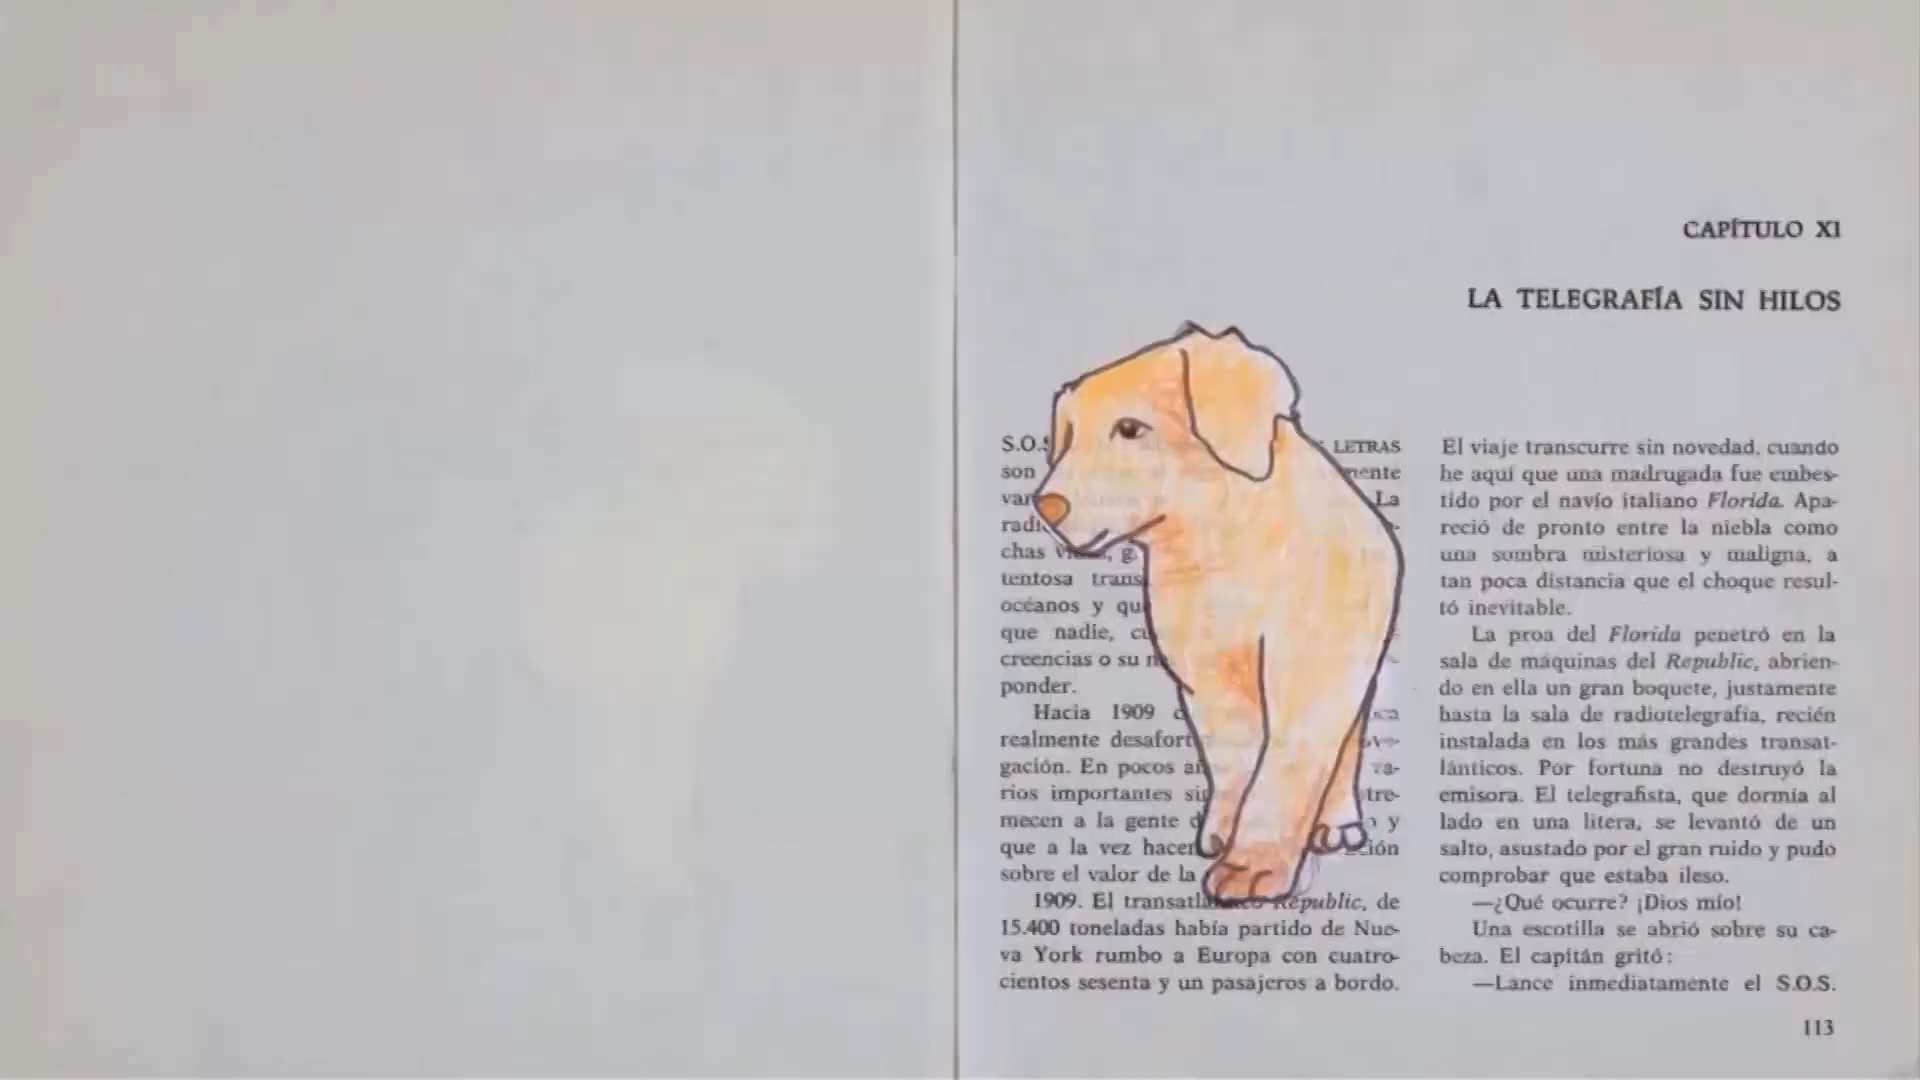 CAPÍTULO XI
LA TELEGRAFÍA SIN HILOS
S.O.S LETRAS
son mente
La
chas
tentosa
océanos y
que nadie,
creencias o su
ponder.
Hacia 1909
realmente
gación. En pocos
rios importantes
mecen a la gente y
que a la vez
sobre el valor de la
1909. El Republic, de
15.400 toneladas había partido de Nue-
va York rumbo a Europa con cuatro-
cientos sesenta y un pasajeros a bordo.
El viaje transcurre sin novedad, cuando
he aquí que una madrugada fue embes-
tido por el navío italiano Florida. Apa-
reció de pronto entre la niebla como
una sombra misteriosa y maligna, a
tan poca distancia que el choque resul-
tó inevitable.
La proa del Florida penetró en la
sala de máquinas del Republic, abrien-
do en ella un gran boquete, justamente
hasta la sala de radiotelegrafía, recién
instalada en los más grandes transat-
lánticos. Por fortuna no destruyó la
emisora. El telegrafista, que dormía al
lado en una litera, se levantó de un
salto, asustado por el gran ruido y pudo
comprobar que estaba ileso.
—¿Qué ocurre? ¡Dios mío!
Una escotilla se abrió sobre su ca-
beza. El capitán gritó:
—Lance inmediatamente el S.O.S.
113